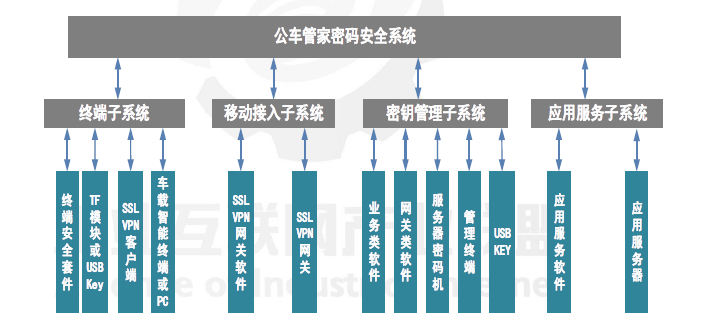 公车管家密码安全系统
终端子系统
移动接入子系统
密钥管理子系统
应用服务子系统
终端安全套件
TF模块或USB Key
SSL VPN客户端
车载智能终端或PC
SSL VPN网关软件
SSL VPN网关
业务类软件
网关类软件
服务器密码机
管理终端
USB KEY
应用服务软件
应用服务器